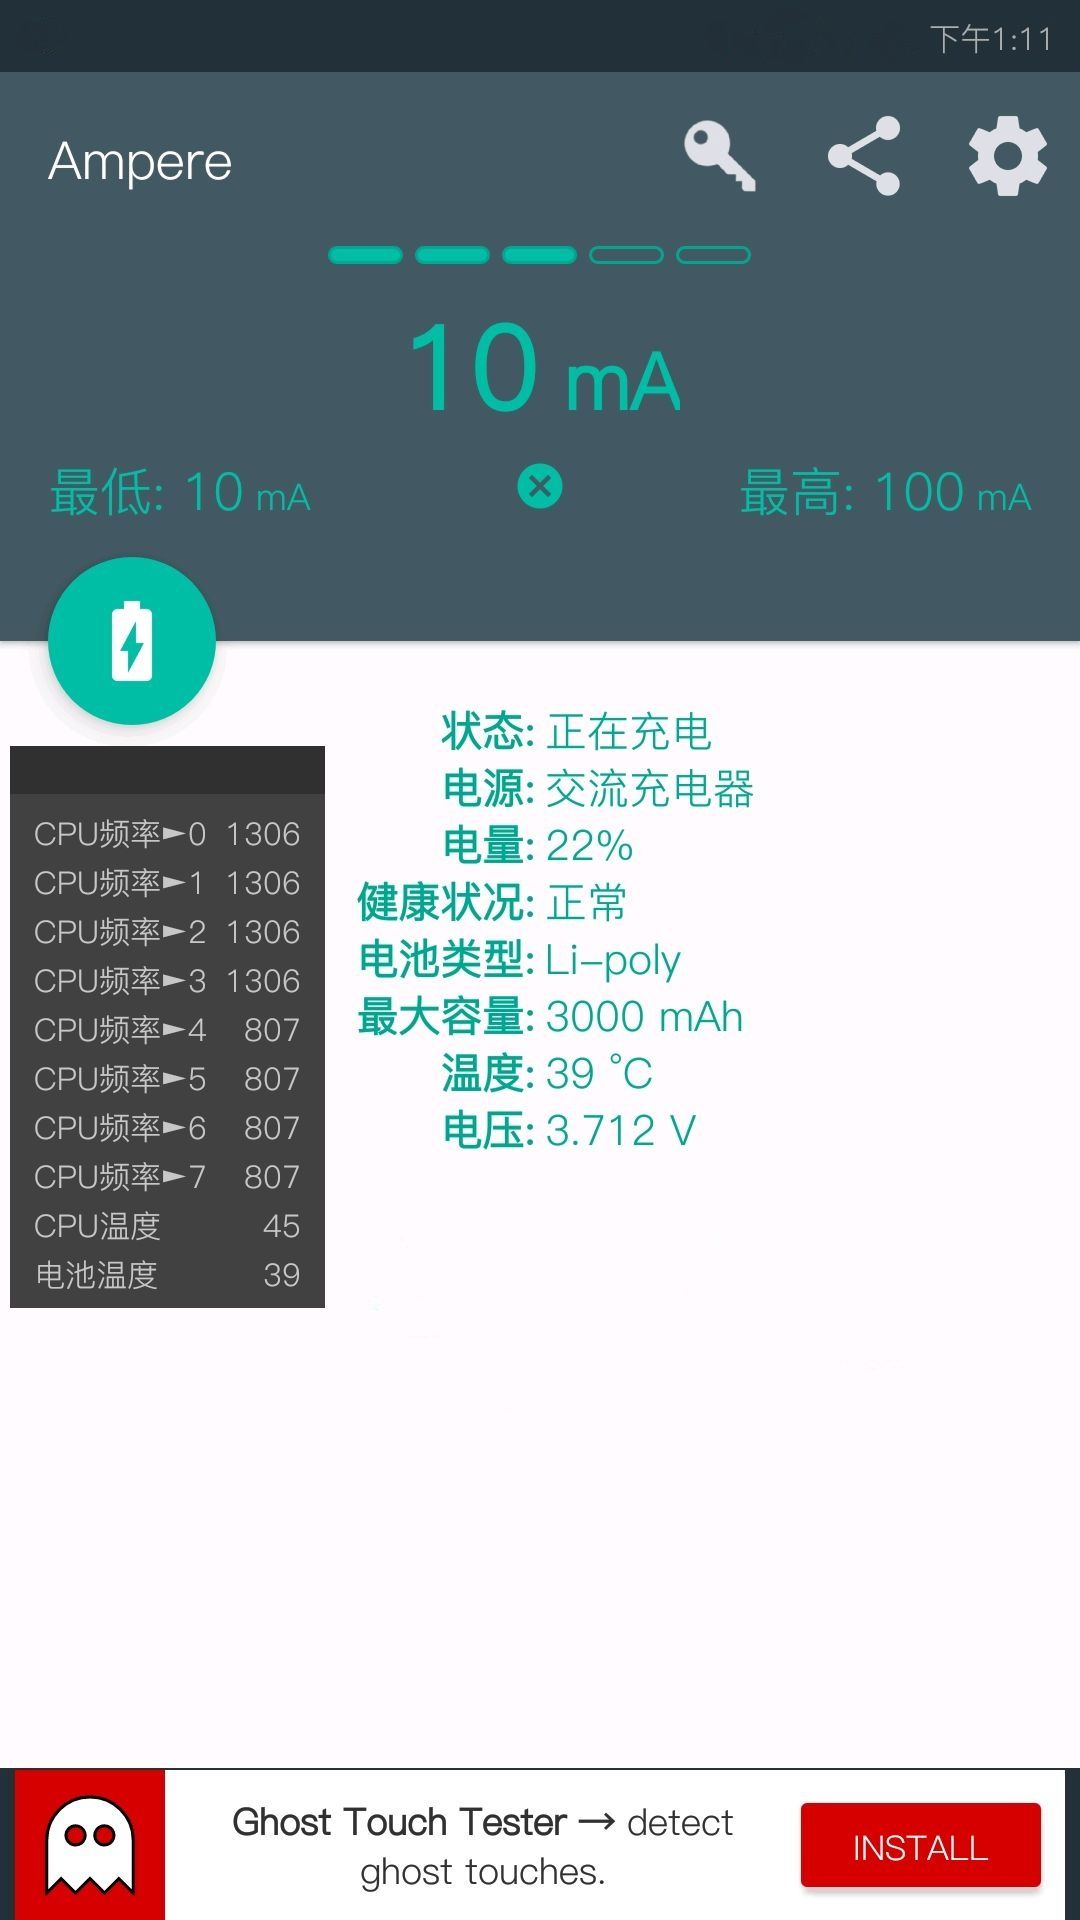 下午1:11
Ampere
10 mA
最低: 10 mA
最高: 100 mA
状态: 正在充电
电源: 交流充电器
电量: 22%
健康状况: 正常
电池类型: Li-poly
最大容量: 3000 mAh
温度: 39 °C
电压: 3.712 V
CPU频率►0 1306
CPU频率►1 1306
CPU频率►2 1306
CPU频率►3 1306
CPU频率►4 807
CPU频率►5 807
CPU频率►6 807
CPU频率►7 807
CPU温度 45
电池温度 39
Ghost Touch Tester → detect
ghost touches.
INSTALL